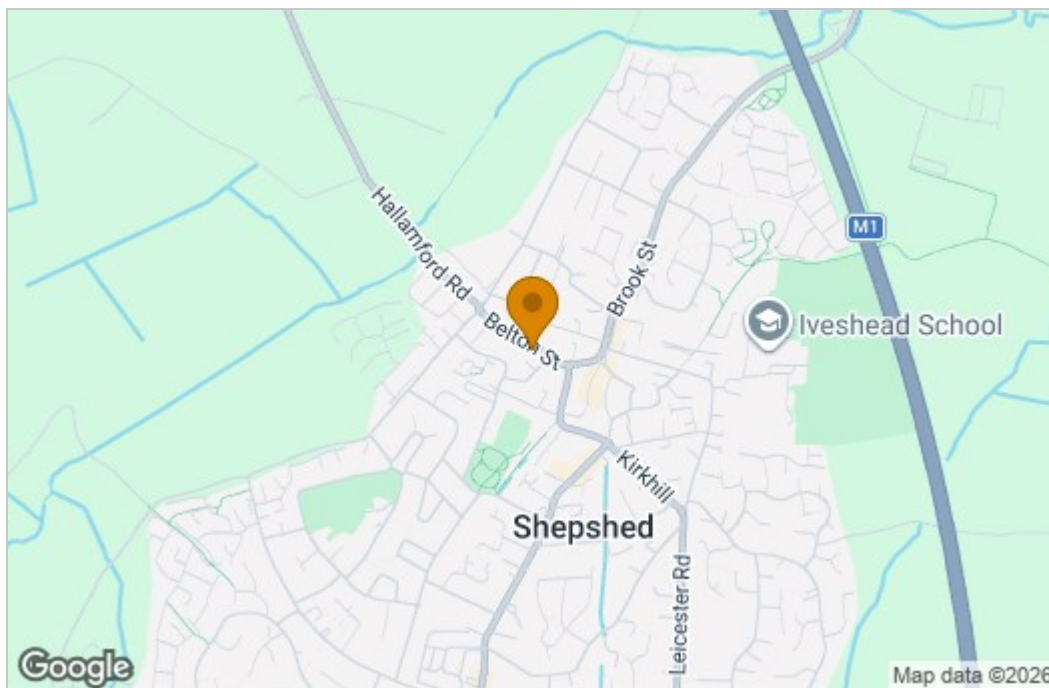 M1
Hallamford Rd
Brook St
Belton St
Iveshead School
Kirkhill
Shepshed
Leicester Rd
Google
Map data ©2026